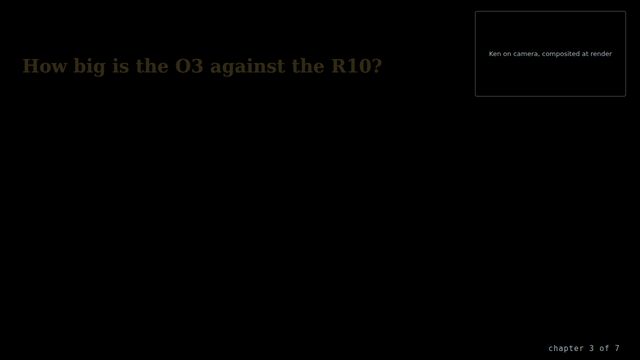 Ken on camera, composited at render
How big is the O3 against the R10?
chapter 3 of 7